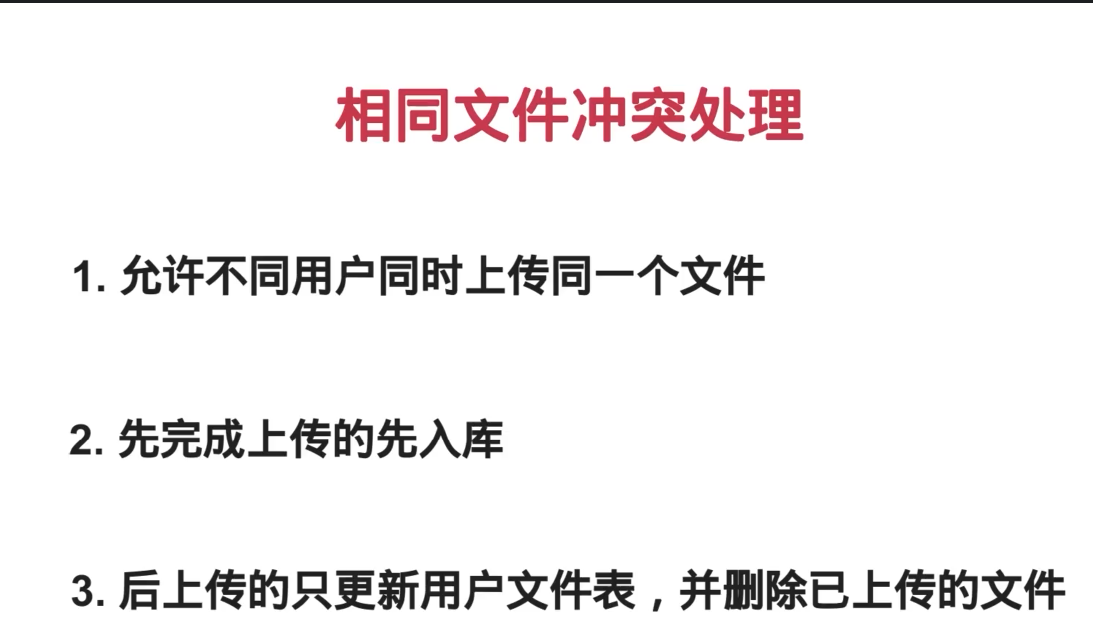 相同文件冲突处理
1. 允许不同用户同时上传同一个文件
2. 先完成上传的先入库
3. 后上传的只更新用户文件表，并删除已上传的文件